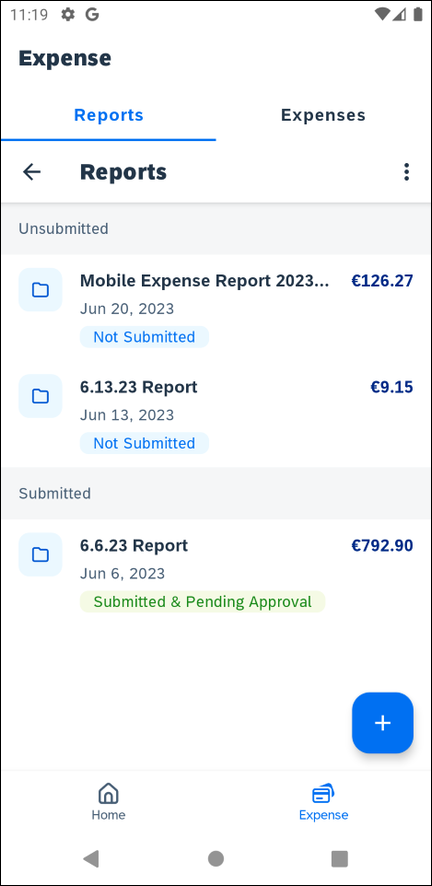 11:19
Expense
Reports Expenses
Reports
Unsubmitted
Mobile Expense Report 2023... €126.27
Jun 20, 2023
Not Submitted
6.13.23 Report €9.15
Jun 13, 2023
Not Submitted
Submitted
6.6.23 Report €792.90
Jun 6, 2023
Submitted & Pending Approval
Home Expense